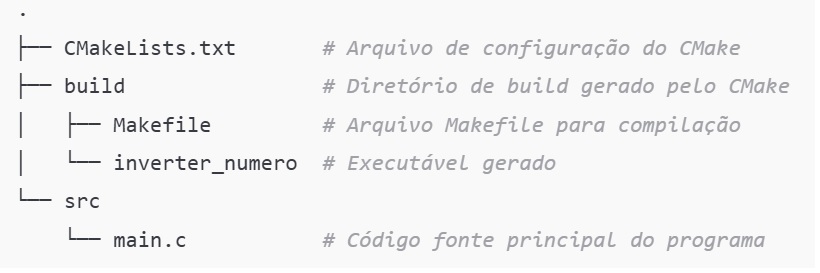 .
├── CMakeLists.txt       # Arquivo de configuração do CMake
├── build                # Diretório de build gerado pelo CMake
│   ├── Makefile         # Arquivo Makefile para compilação
│   └── inverter_numero  # Executável gerado
└── src
    └── main.c           # Código fonte principal do programa